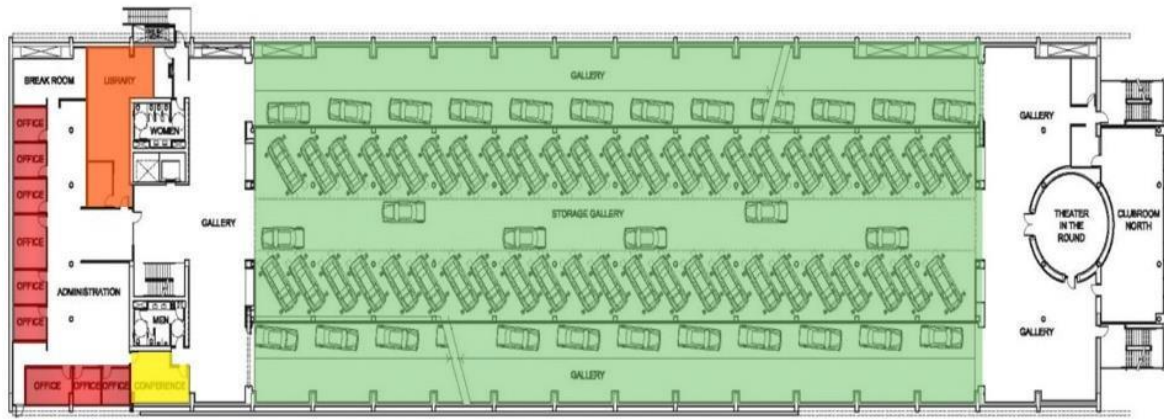 BREAK ROOM
LIBRARY
GALLERY
OFFICE
WOMEN
GALLERY
OFFICE
OFFICE
GALLERY
STORAGE GALLERY
THEATER
IN THE
ROUND
CLUBROOM
NORTH
OFFICE
OFFICE
ADMINISTRATION
OFFICE
MEN
GALLERY
OFFICE
OFFICE
OFFICE
CONFERENCE
GALLERY